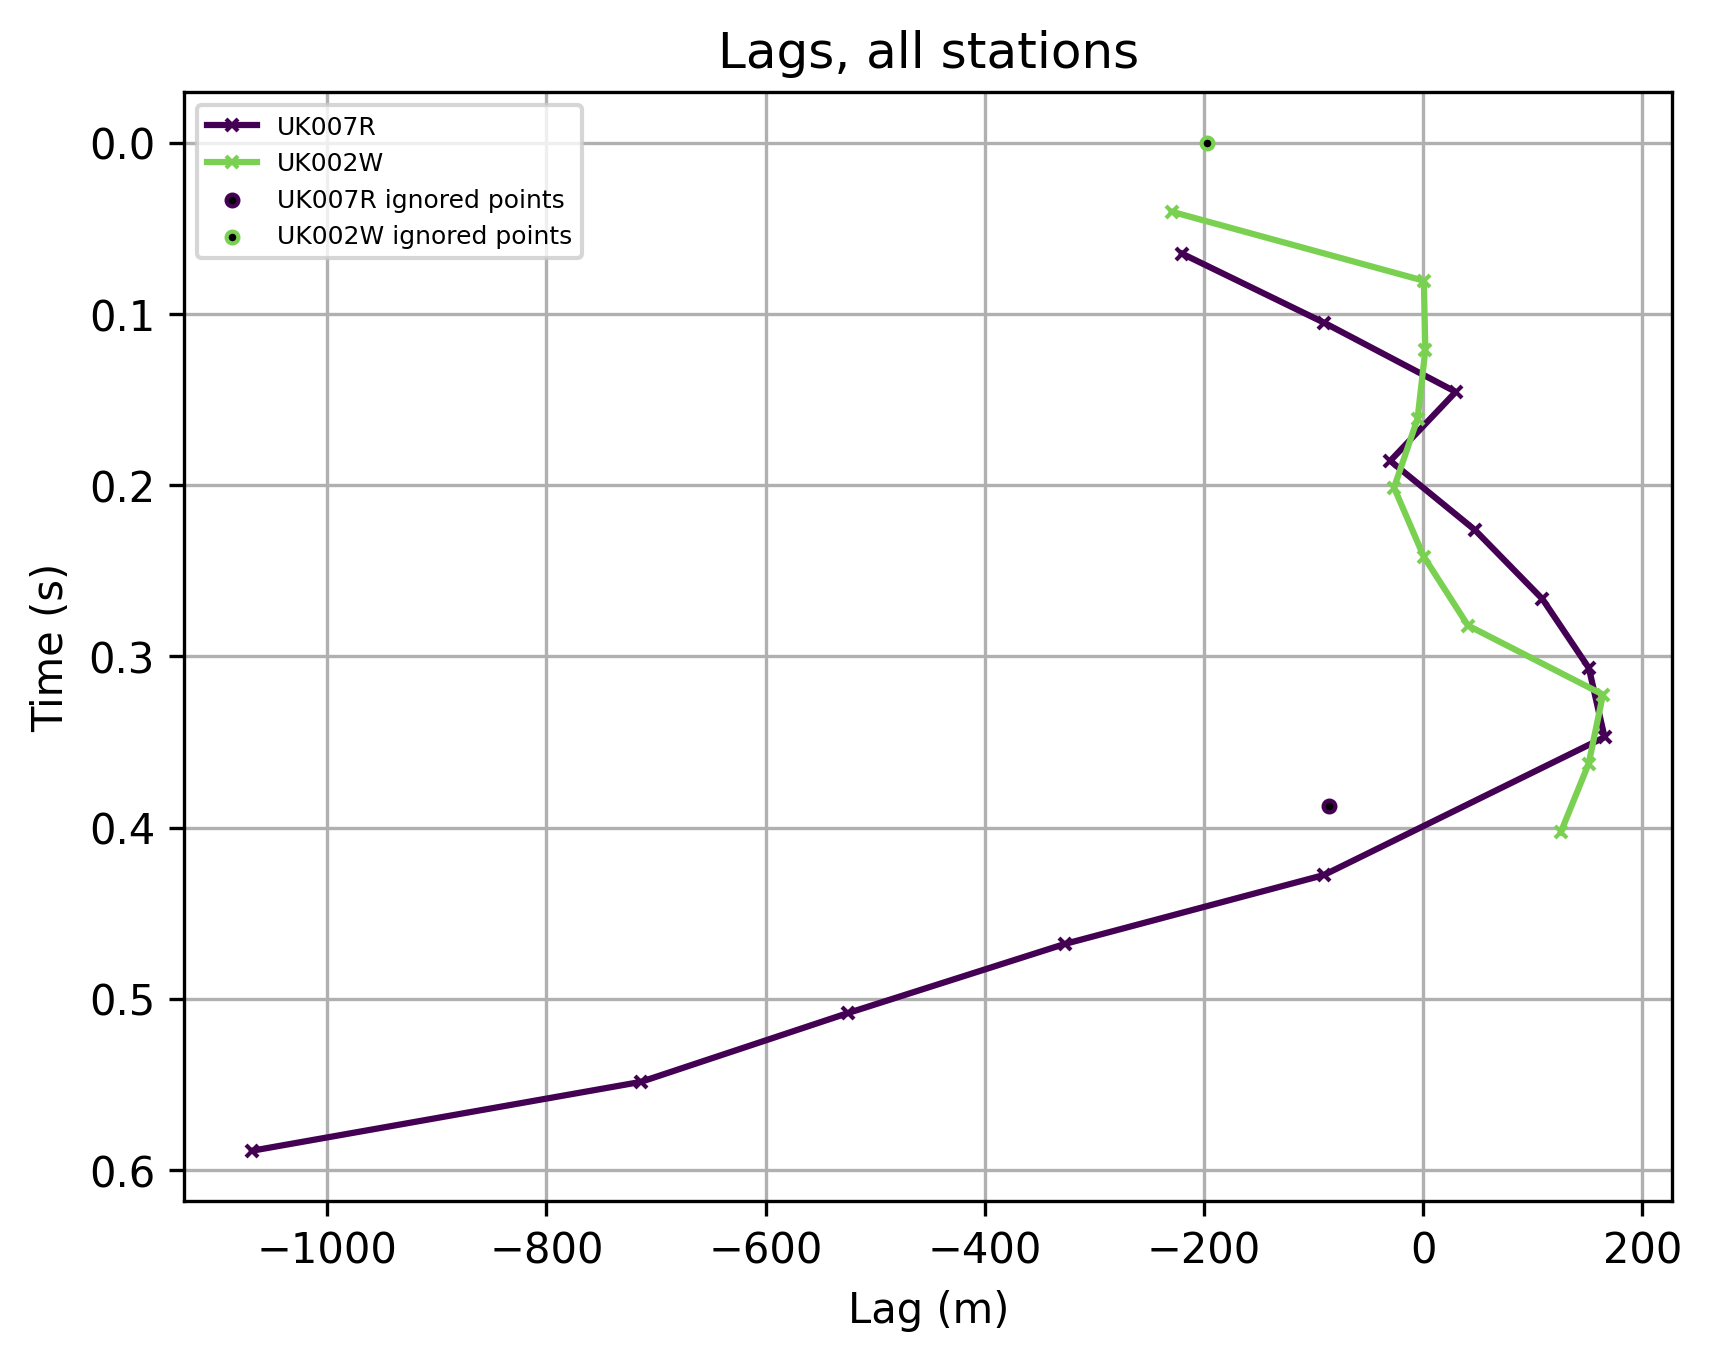 Lags, all stations
UK007R
UK002W
UK007R ignored points
UK002W ignored points
0.0
0.1
0.2
0.3
0.4
0.5
0.6
Time (s)
−1000 −800 −600 −400 −200 0 200
Lag (m)